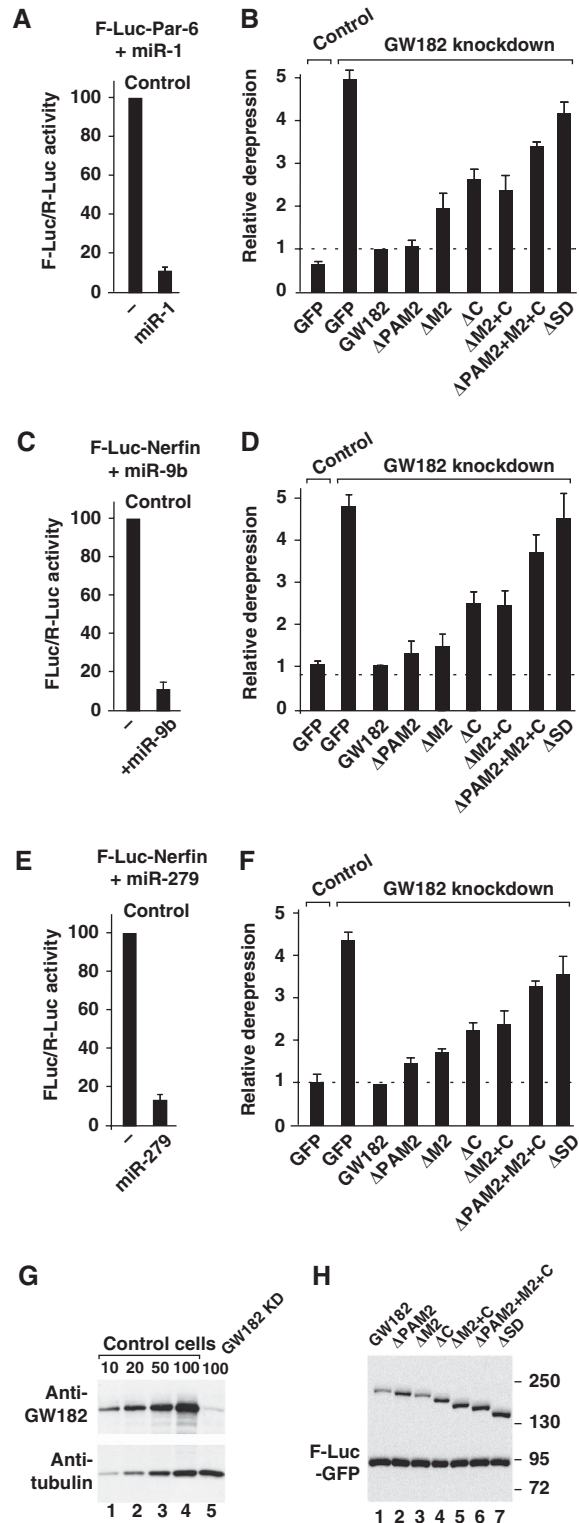 A
F-Luc-Par-6
+ miR-1
Control
F-Luc/R-Luc activity
100
80
60
40
20
0
–
miR-1
B
Control
GW182 knockdown
Relative derepression
5
4
3
2
1
0
GFP
GFP
GW182
ΔPAM2
ΔM2
ΔC
ΔM2+C
ΔPAM2+M2+C
ΔSD
C
F-Luc-Nerfin
+ miR-9b
Control
FLuc/R-Luc activity
100
80
60
40
20
0
–
+miR-9b
D
Control
GW182 knockdown
Relative derepression
5
4
3
2
1
0
GFP
GFP
GW182
ΔPAM2
ΔM2
ΔC
ΔM2+C
ΔPAM2+M2+C
ΔSD
E
F-Luc-Nerfin
+ miR-279
Control
FLuc/R-Luc activity
100
80
60
40
20
0
–
miR-279
F
Control
GW182 knockdown
Relative derepression
5
4
3
2
1
0
GFP
GFP
GW182
ΔPAM2
ΔM2
ΔC
ΔM2+C
ΔPAM2+M2+C
ΔSD
G
Control cells
GW182 KD
10 20 50 100 100
Anti-
GW182
Anti-
tubulin
1 2 3 4 5
H
GW182
ΔPAM2
ΔM2
ΔC
ΔM2+C
ΔPAM2+M2+C
ΔSD
– 250
– 130
– 95
– 72
F-Luc
-GFP
1 2 3 4 5 6 7